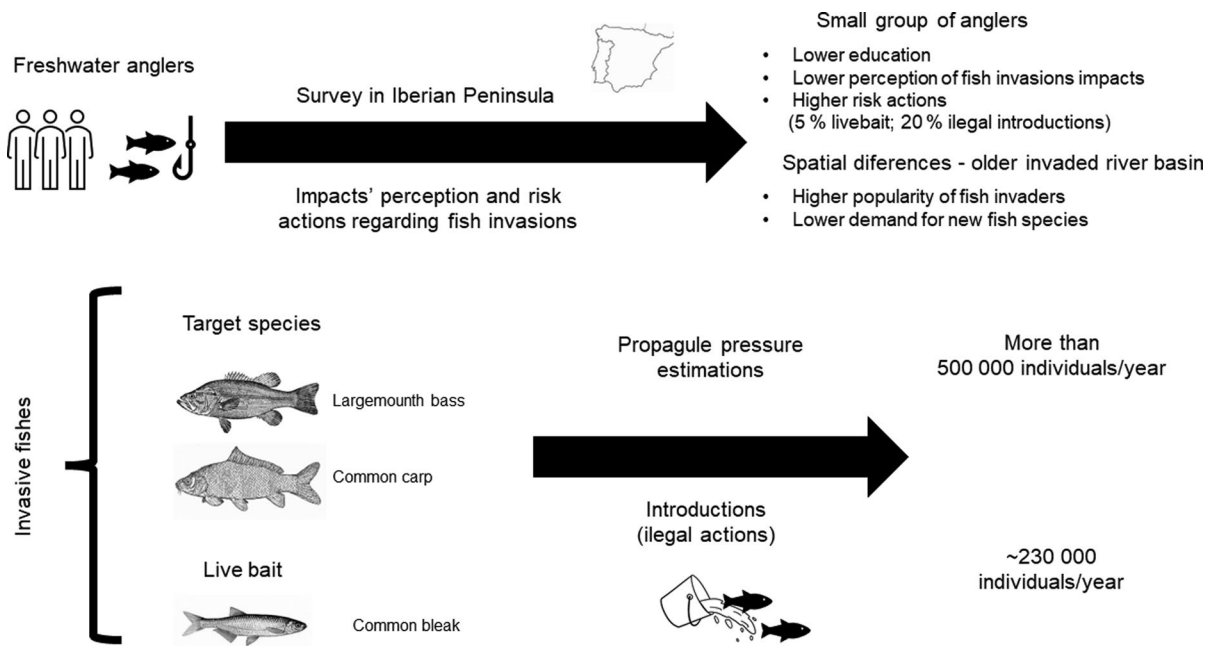 Freshwater anglers
Survey in Iberian Peninsula
Impacts’ perception and risk
actions regarding fish invasions
Small group of anglers
• Lower education
• Lower perception of fish invasions impacts
• Higher risk actions
(5 % livebait; 20 % ilegal introductions)
Spatial diferences - older invaded river basin
• Higher popularity of fish invaders
• Lower demand for new fish species
Invasive fishes
Target species
Largemouth bass
Common carp
Live bait
Common bleak
Propagule pressure
estimations
Introductions
(ilegal actions)
More than
500 000 individuals/year
~230 000
individuals/year